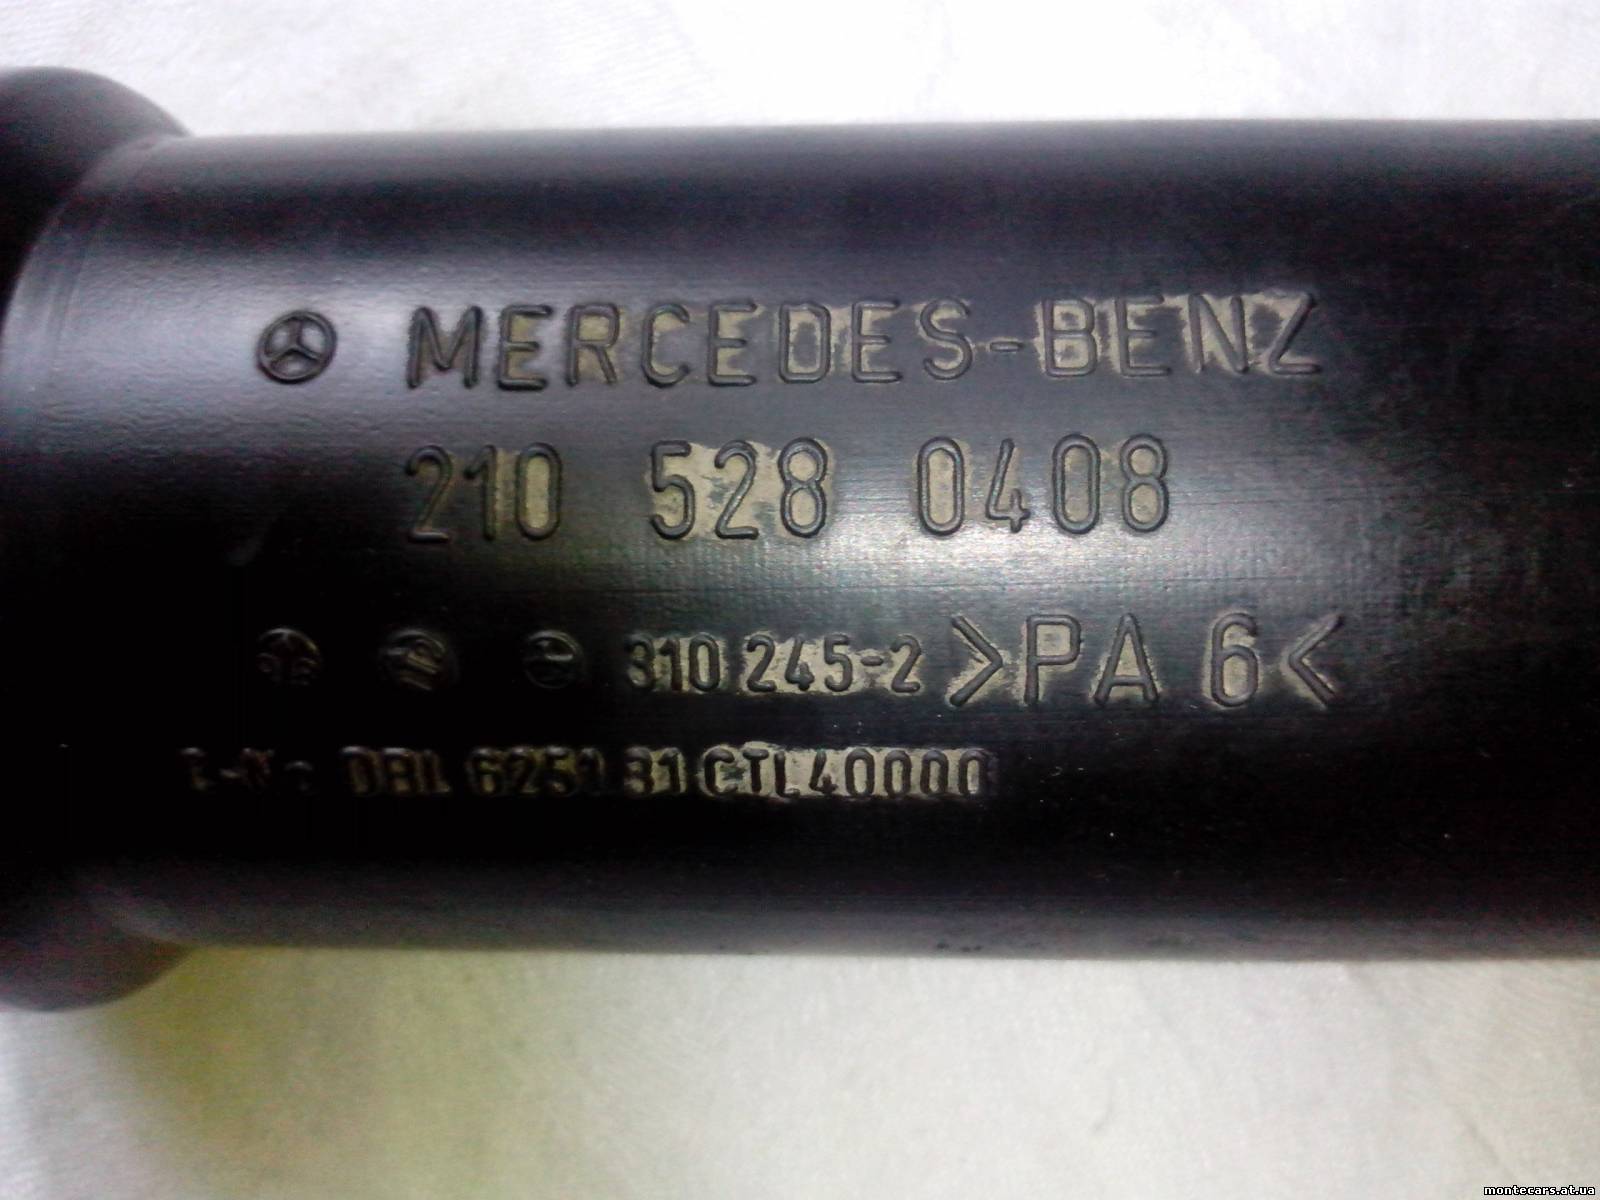 MERCEDES-BENZ
210 528 0408
310 245-2 >PA 6<
DBL 6251 31 CTL40000
montecars.at.ua